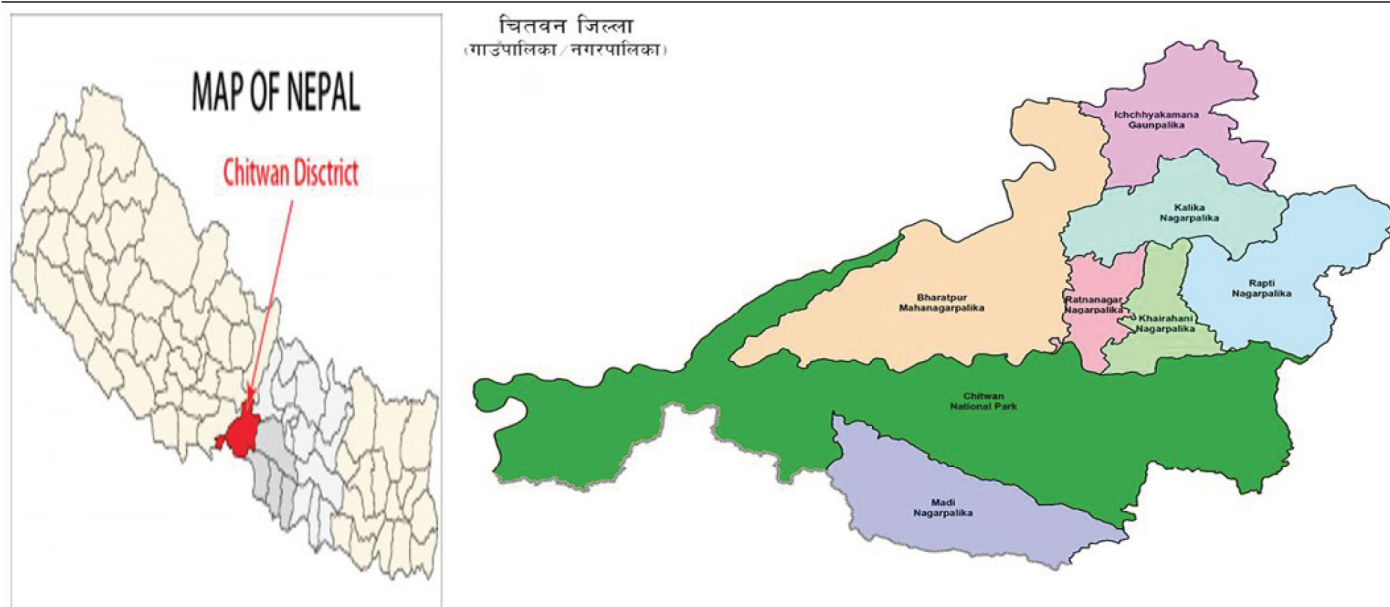 MAP OF NEPAL
Chitwan Disctrict
चितवन जिल्ला
(गाउँपालिका/नगरपालिका)
Ichchhyakamana
Gaunpalika
Kalika
Nagarpalika
Bharatpur
Mahanagarpalika
Ratnanagar
Nagarpalika
Khairahani
Nagarpalika
Rapti
Nagarpalika
Chitwan
National Park
Madi
Nagarpalika